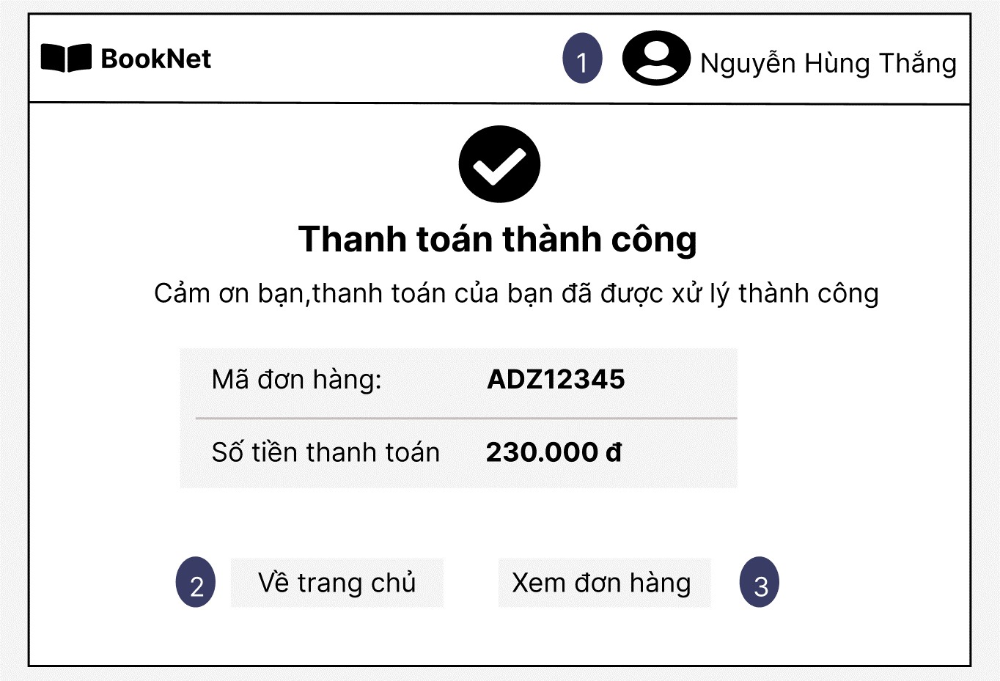 BookNet
1 Nguyễn Hùng Thắng
Thanh toán thành công
Cảm ơn bạn,thanh toán của bạn đã được xử lý thành công
Mã đơn hàng: ADZ12345
Số tiền thanh toán 230.000 đ
2 Về trang chủ Xem đơn hàng 3